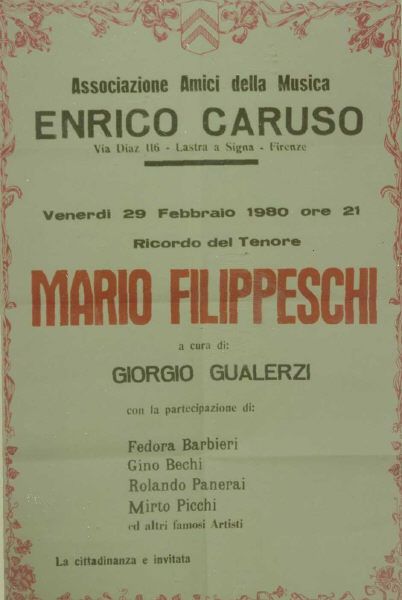 Associazione Amici della Musica
ENRICO CARUSO
Via Diaz 116 - Lastra a Signa - Firenze
Venerdi 29 Febbraio 1980 ore 21
Ricordo del Tenore
MARIO FILIPPESCHI
a cura di:
GIORGIO GUALERZI
con la partecipazione di:
Fedora Barbieri
Gino Bechi
Rolando Panerai
Mirto Picchi
ed altri famosi Artisti
La cittadinanza e invitata